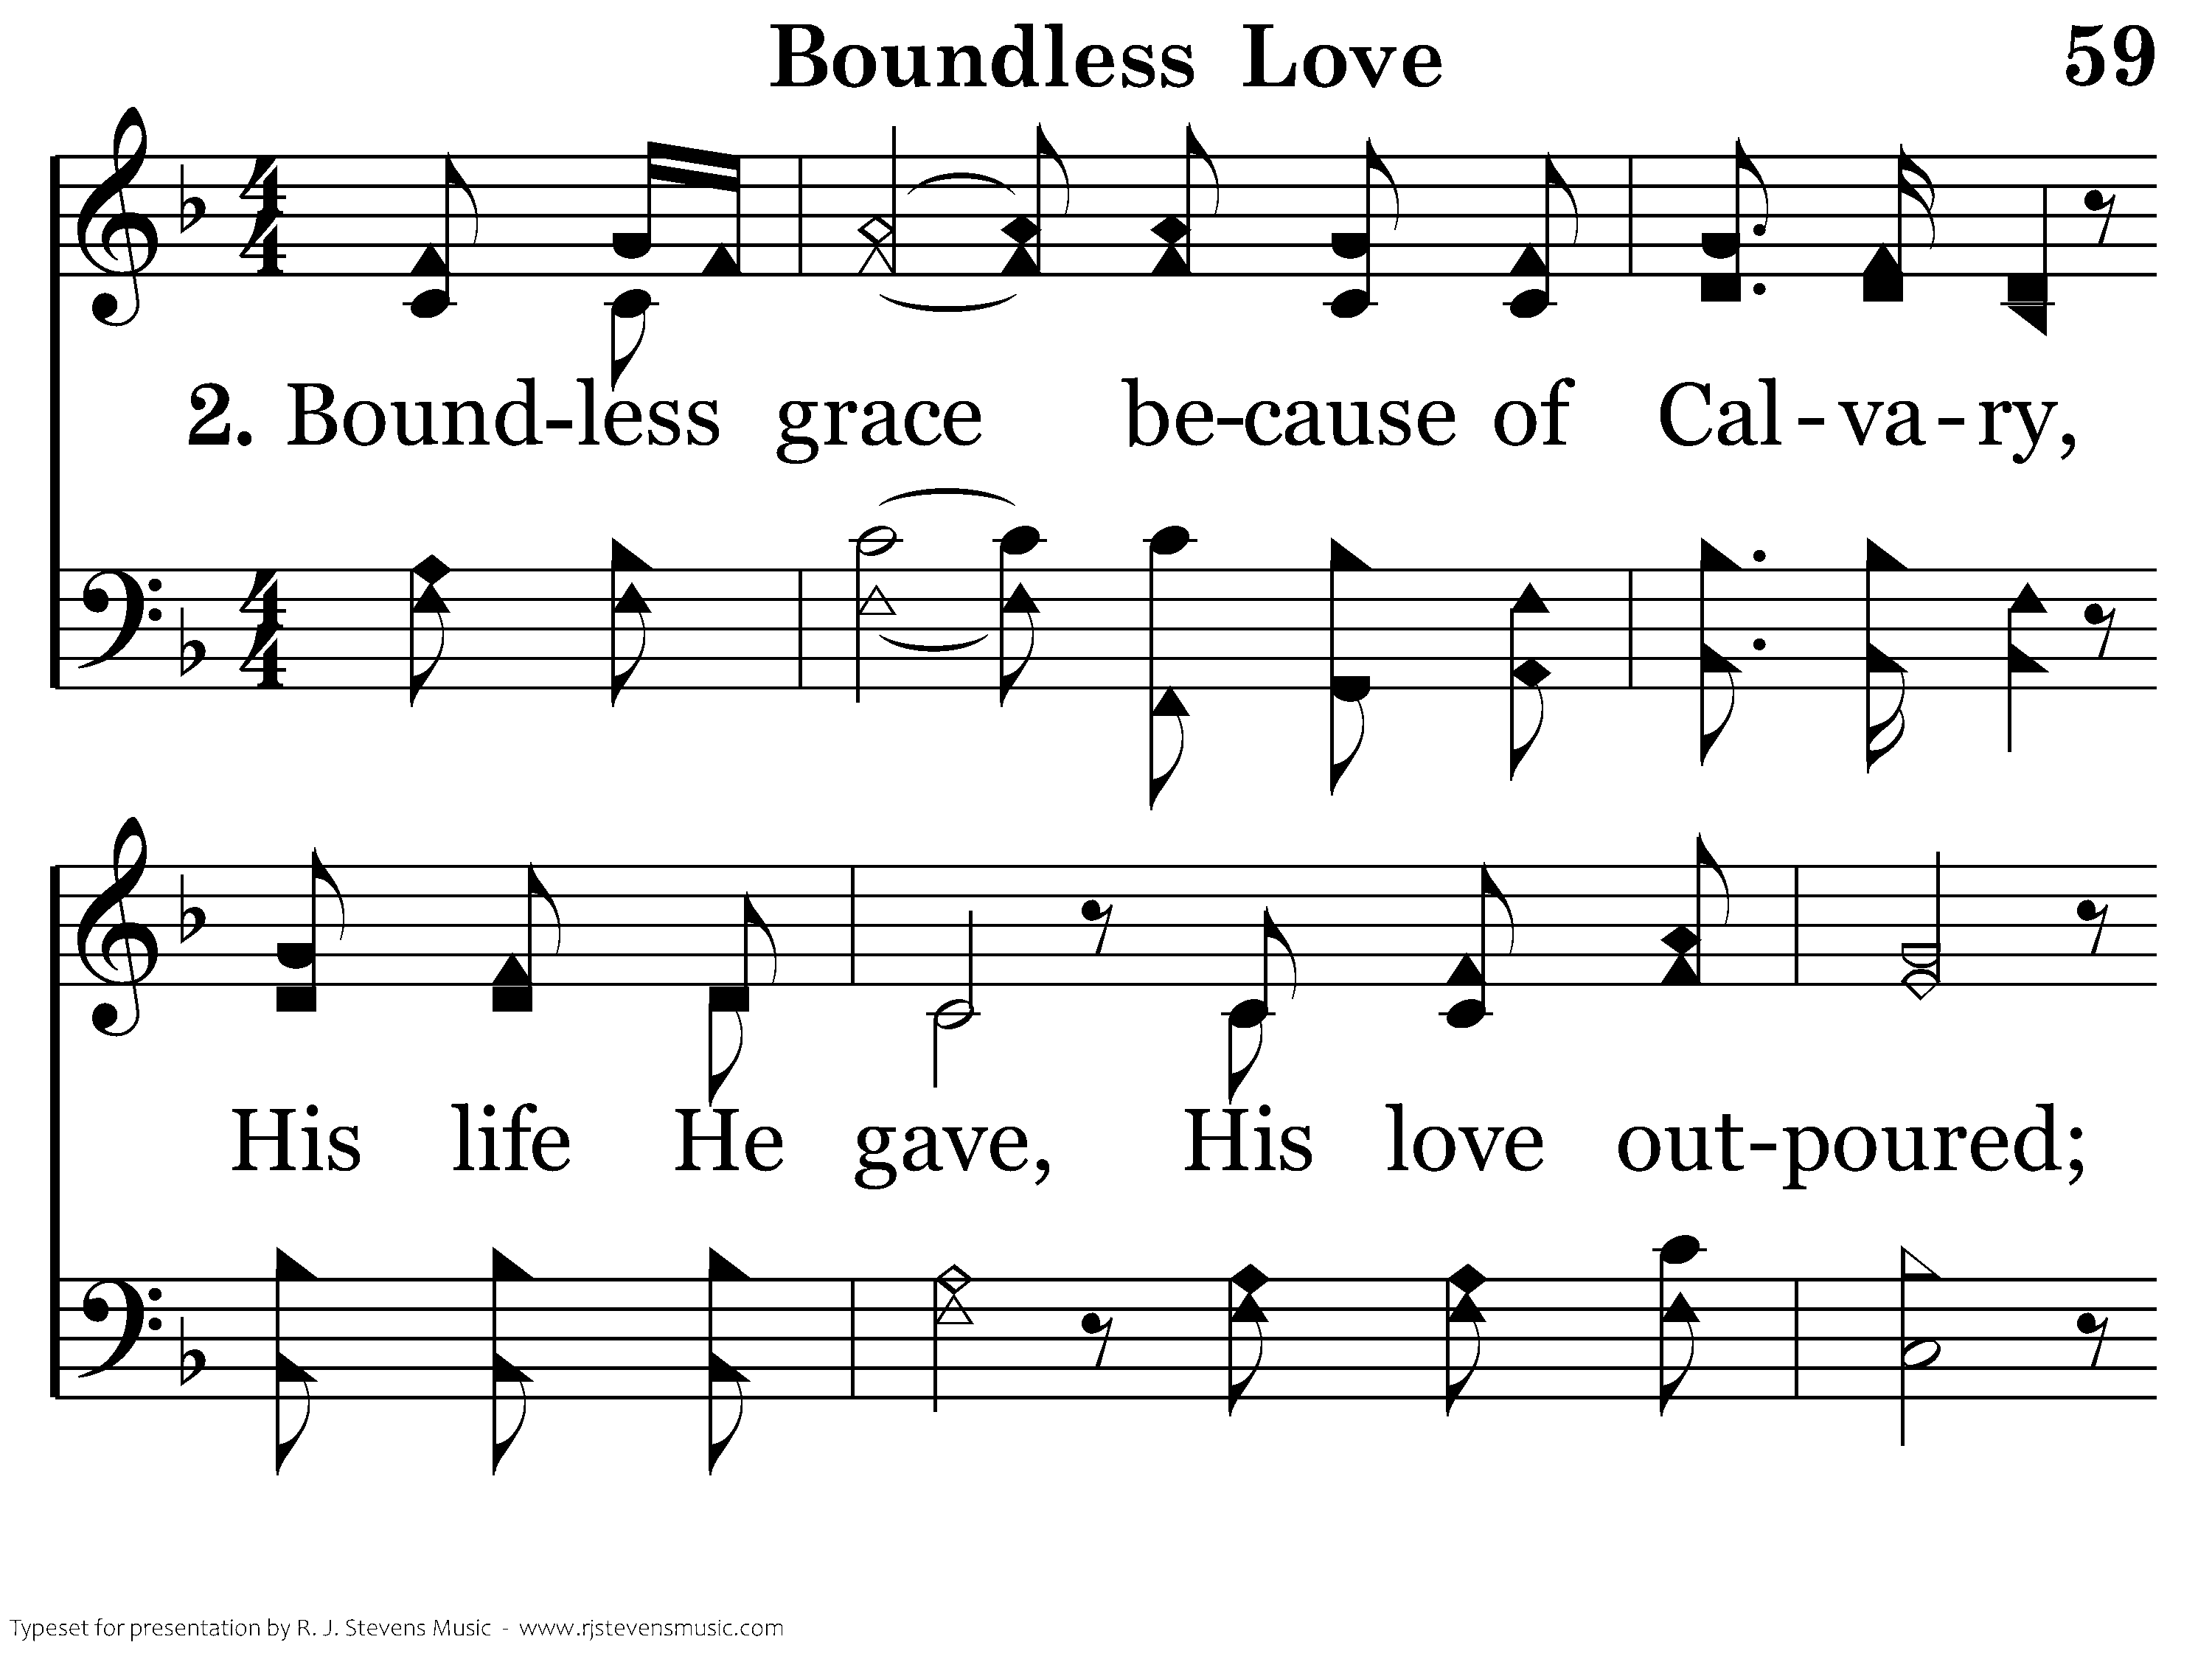 Boundless Love 59
2. Bound-less grace be-cause of Cal-va-ry,
His life He gave, His love out-poured;
Typeset for presentation by R. J. Stevens Music - www.rjstevensmusic.com